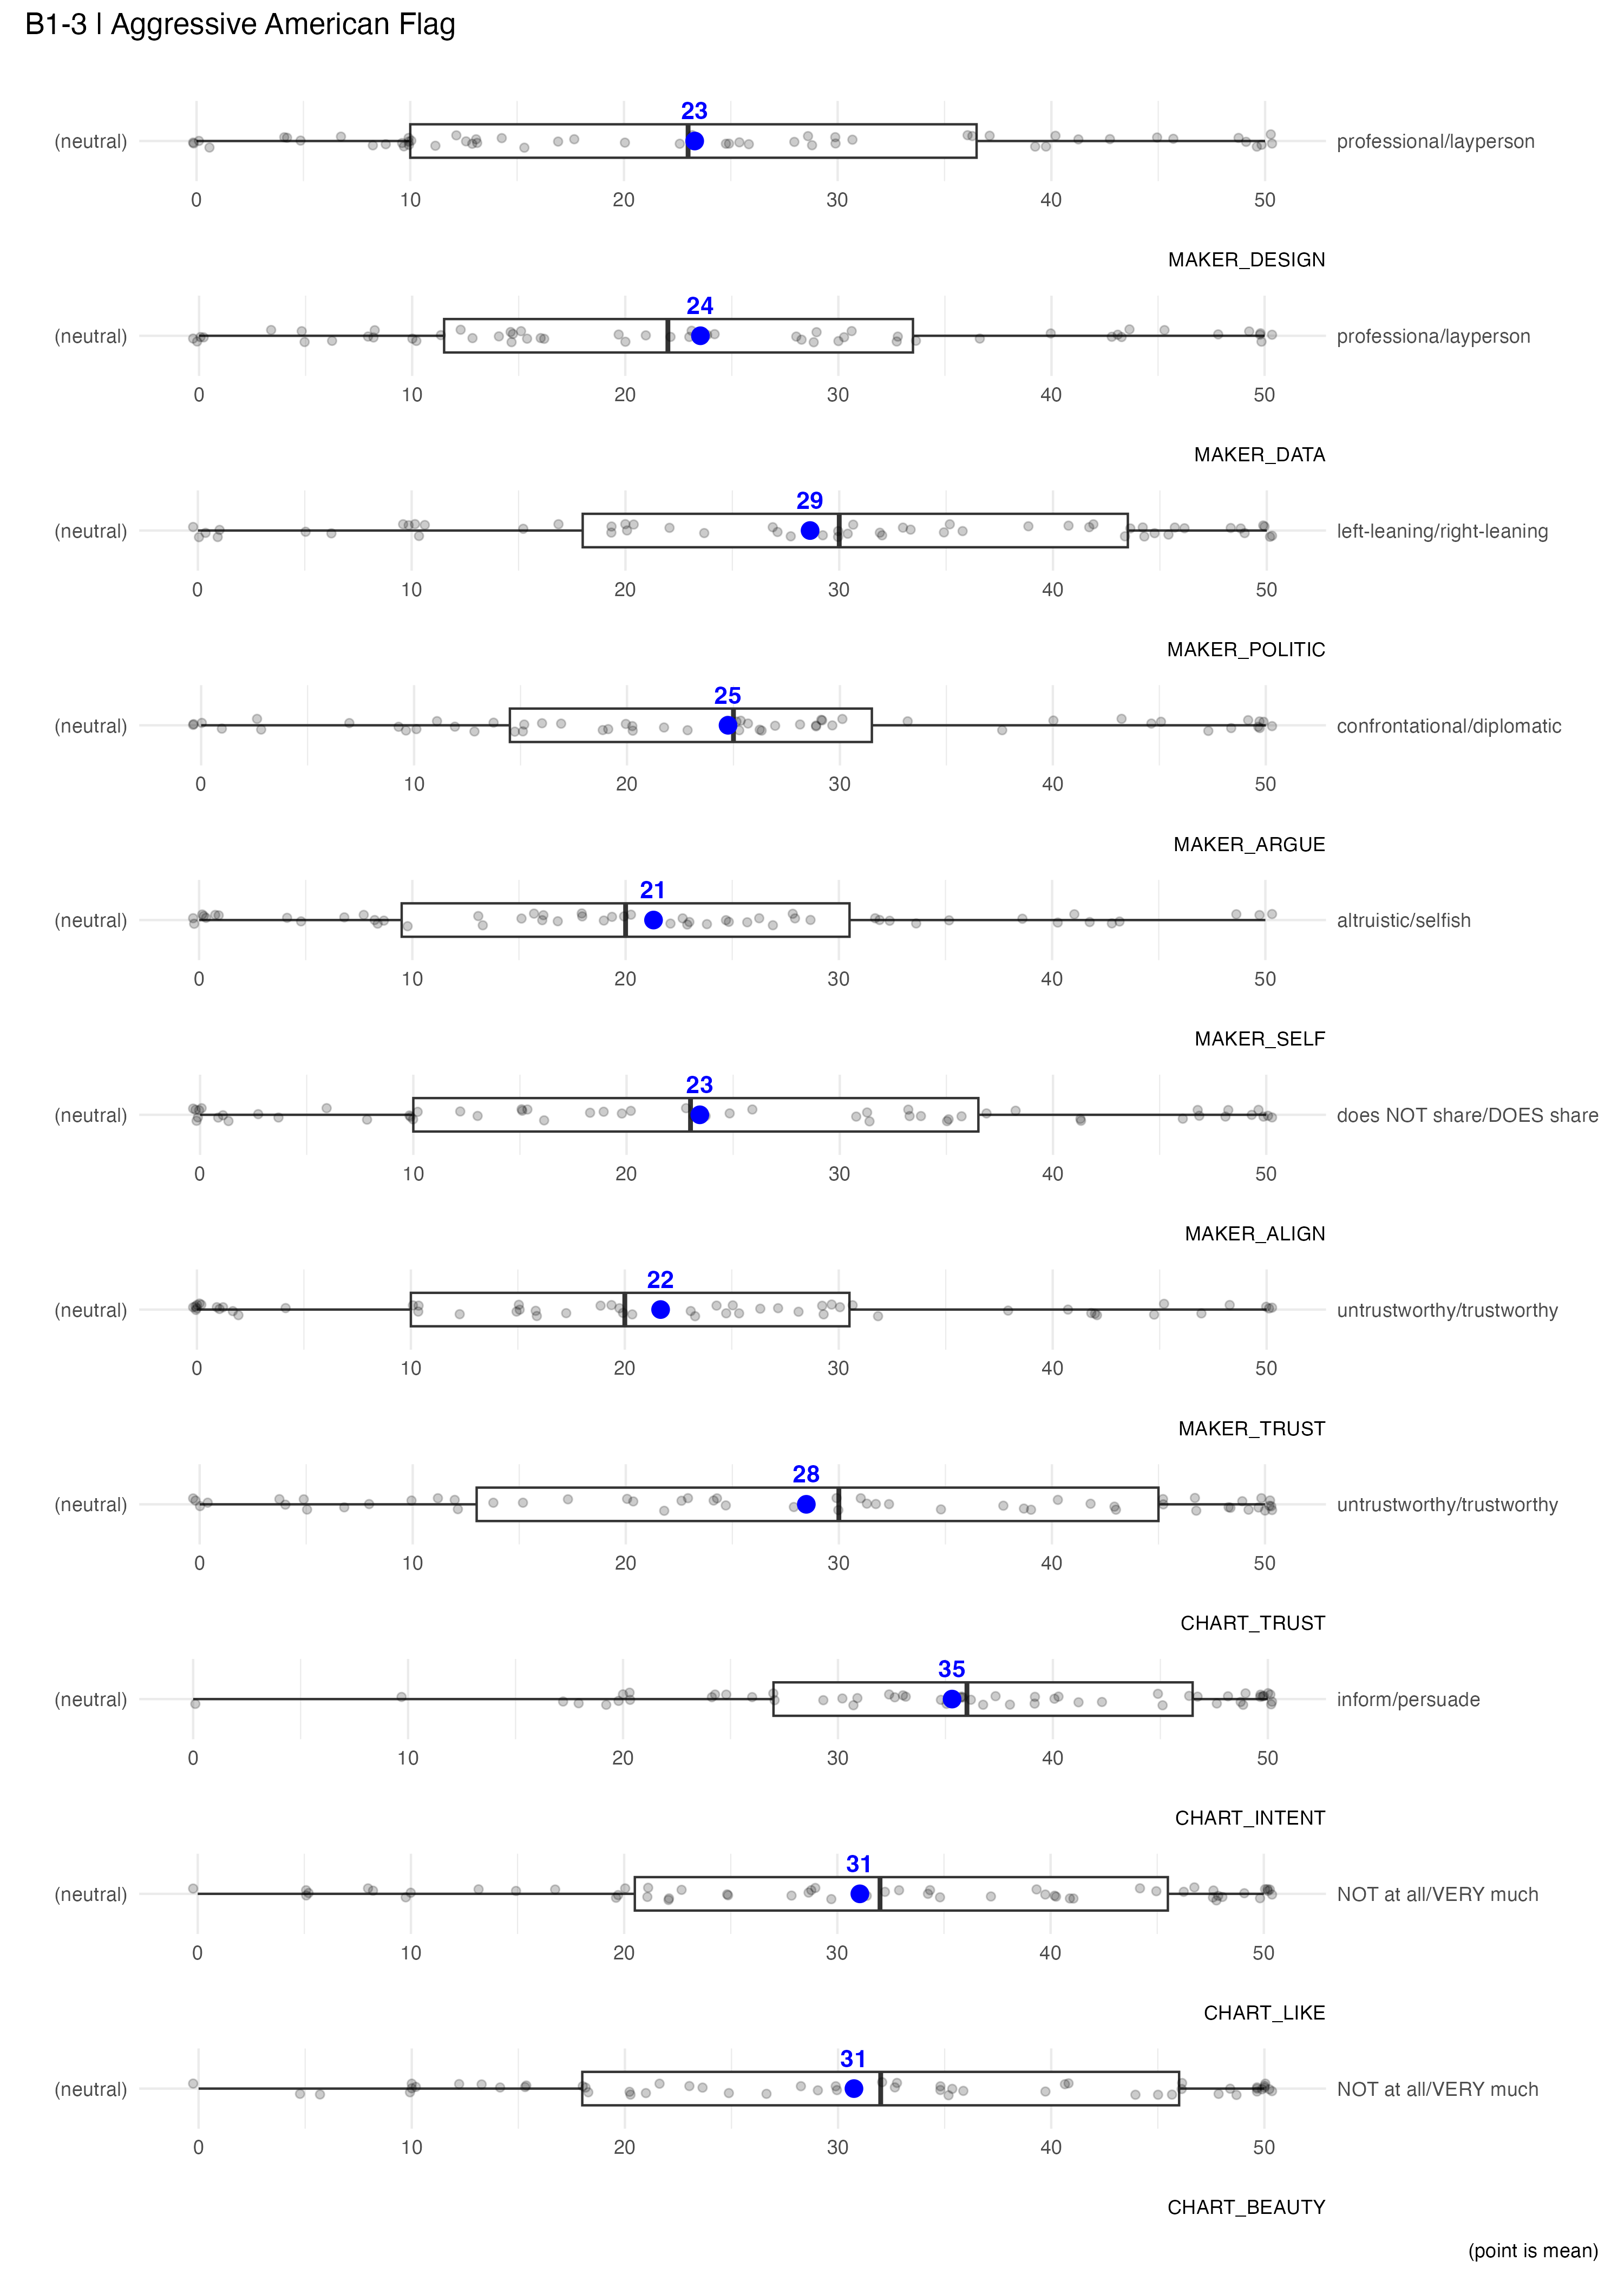 B1-3 | Aggressive American Flag
23
(neutral) professional/layperson
0 10 20 30 40 50
MAKER_DESIGN
24
(neutral) professiona/layperson
0 10 20 30 40 50
MAKER_DATA
29
(neutral) left-leaning/right-leaning
0 10 20 30 40 50
MAKER_POLITIC
25
(neutral) confrontational/diplomatic
0 10 20 30 40 50
MAKER_ARGUE
21
(neutral) altruistic/selfish
0 10 20 30 40 50
MAKER_SELF
23
(neutral) does NOT share/DOES share
0 10 20 30 40 50
MAKER_ALIGN
22
(neutral) untrustworthy/trustworthy
0 10 20 30 40 50
MAKER_TRUST
28
(neutral) untrustworthy/trustworthy
0 10 20 30 40 50
CHART_TRUST
35
(neutral) inform/persuade
0 10 20 30 40 50
CHART_INTENT
31
(neutral) NOT at all/VERY much
0 10 20 30 40 50
CHART_LIKE
31
(neutral) NOT at all/VERY much
0 10 20 30 40 50
CHART_BEAUTY
(point is mean)